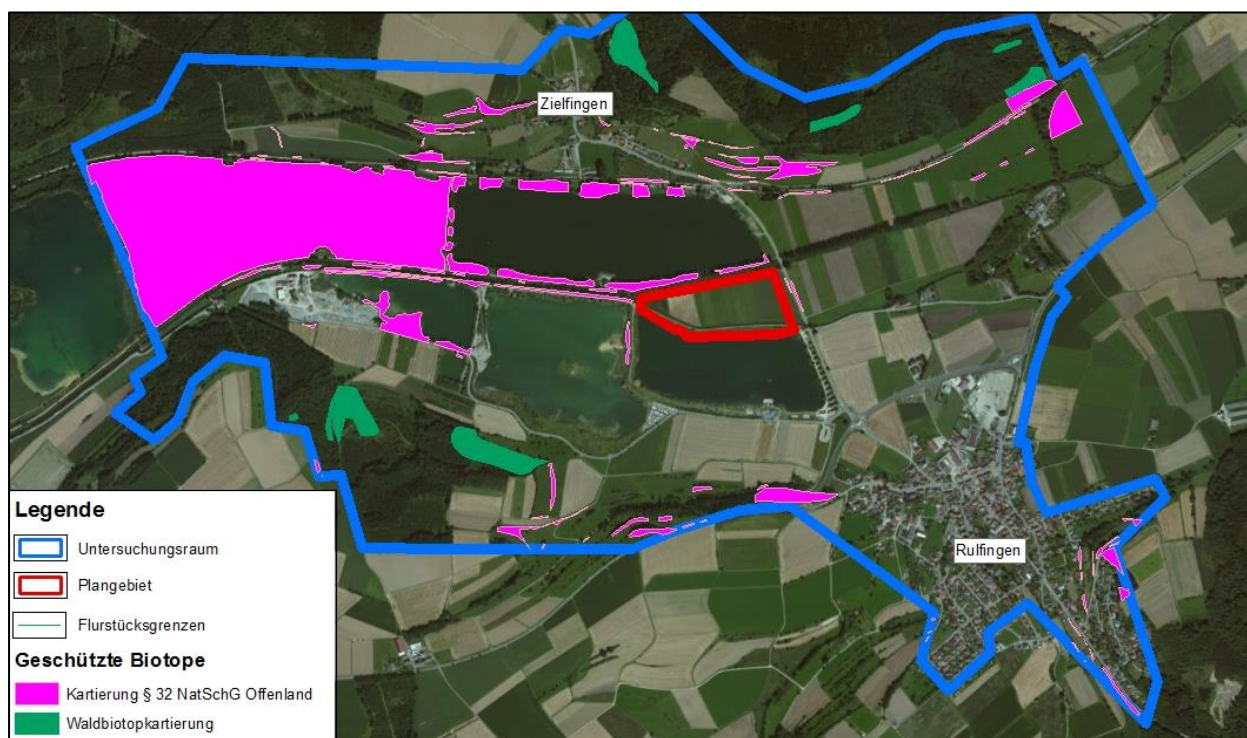 Zielfingen
Rulfingen
Legende
Untersuchungsraum
Plangebiet
Flurstücksgrenzen
Geschützte Biotope
Kartierung § 32 NatSchG Offenland
Waldbiotopkartierung